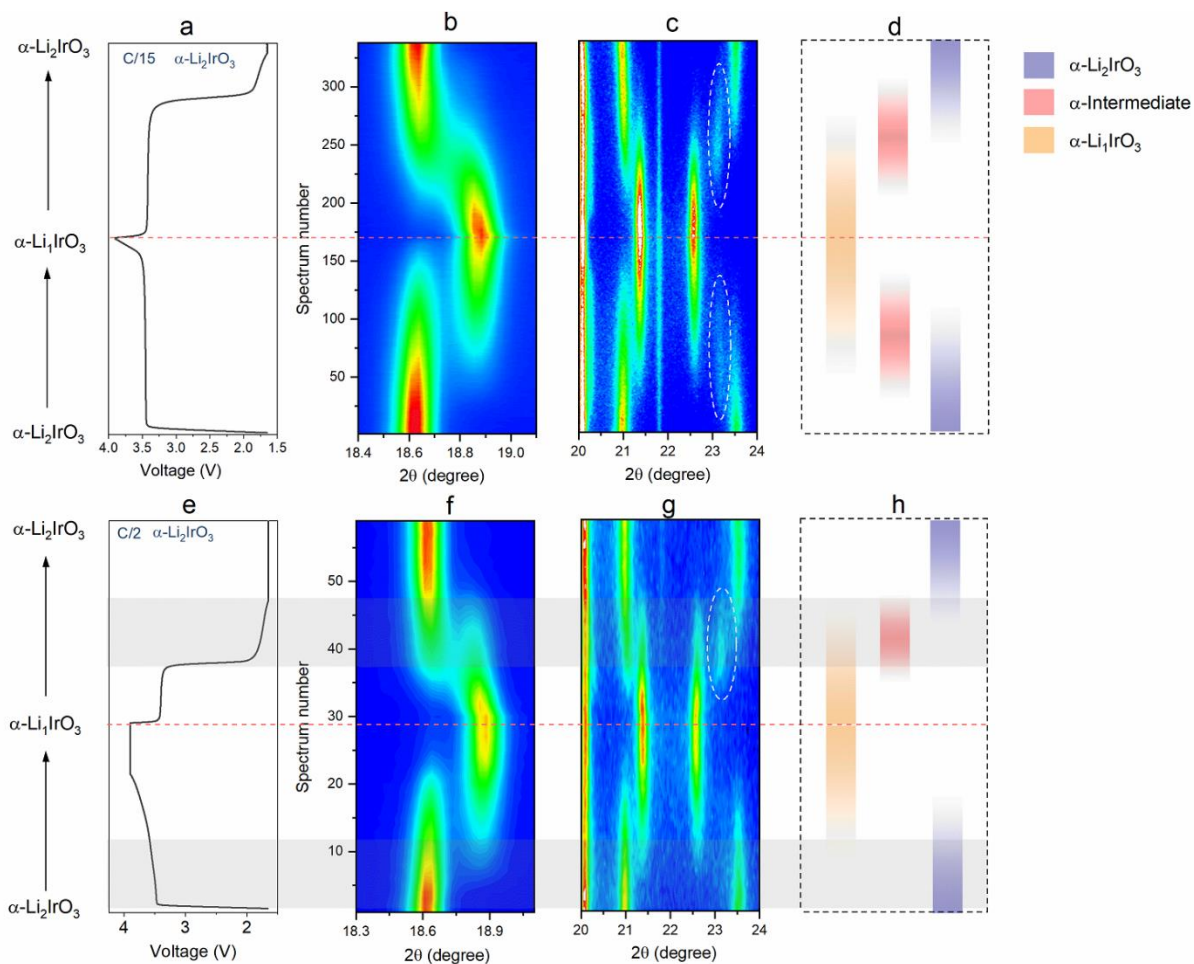 a
b
c
d
α-Li₂IrO₃
C/15 α-Li₂IrO₃
α-Li₁IrO₃
α-Li₂IrO₃
4.0 3.5 3.0 2.5 2.0 1.5
Voltage (V)
Spectrum number
300
250
200
150
100
50
18.4 18.6 18.8 19.0
2θ (degree)
20 21 22 23 24
2θ (degree)
α-Li₂IrO₃
α-Intermediate
α-Li₁IrO₃
e
f
g
h
α-Li₂IrO₃
C/2 α-Li₂IrO₃
α-Li₁IrO₃
α-Li₂IrO₃
4 3 2
Voltage (V)
Spectrum number
50
40
30
20
10
18.3 18.6 18.9
2θ (degree)
20 21 22 23 24
2θ (degree)